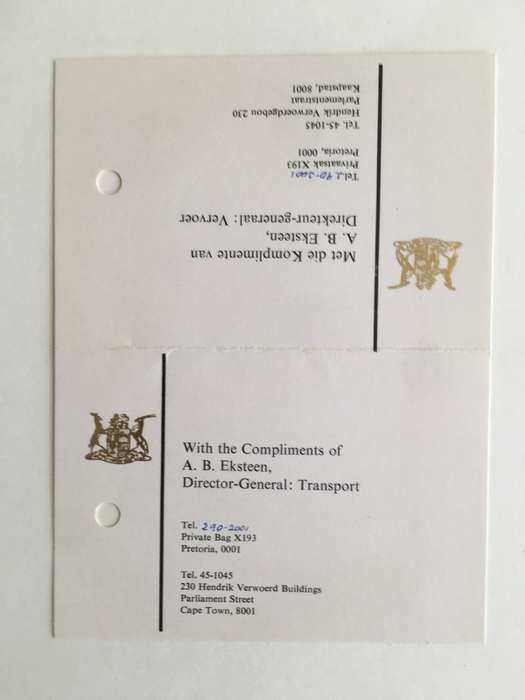 Met die Komplimente van
A. B. Eksteen,
Direkteur-generaal: Vervoer
Tel. 290-2001
Privaatsak X193
Pretoria, 0001
Tel. 45-1045
Hendrik Verwoerdgebou 230
Parlementstraat
Kaapstad, 8001
With the Compliments of
A. B. Eksteen,
Director-General: Transport
Tel. 290-2001
Private Bag X193
Pretoria, 0001
Tel. 45-1045
230 Hendrik Verwoerd Buildings
Parliament Street
Cape Town, 8001